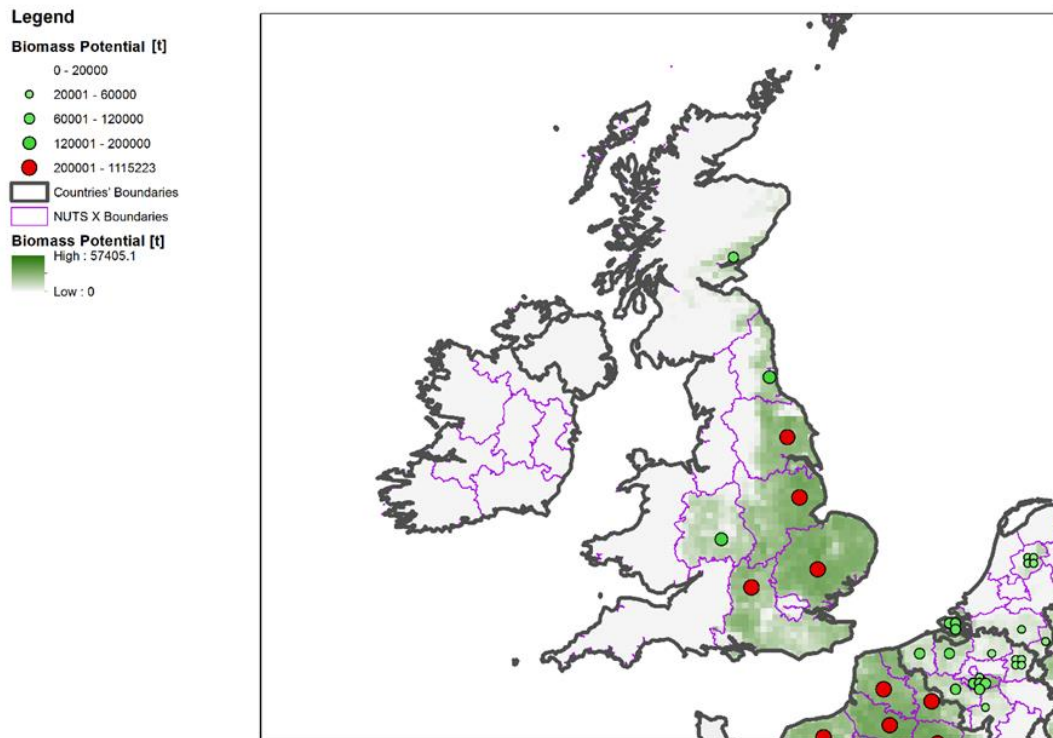 Legend
Biomass Potential [t]
0 - 20000
20001 - 60000
60001 - 120000
120001 - 200000
200001 - 1115223
Countries' Boundaries
NUTS X Boundaries
Biomass Potential [t]
High : 57405.1
Low : 0